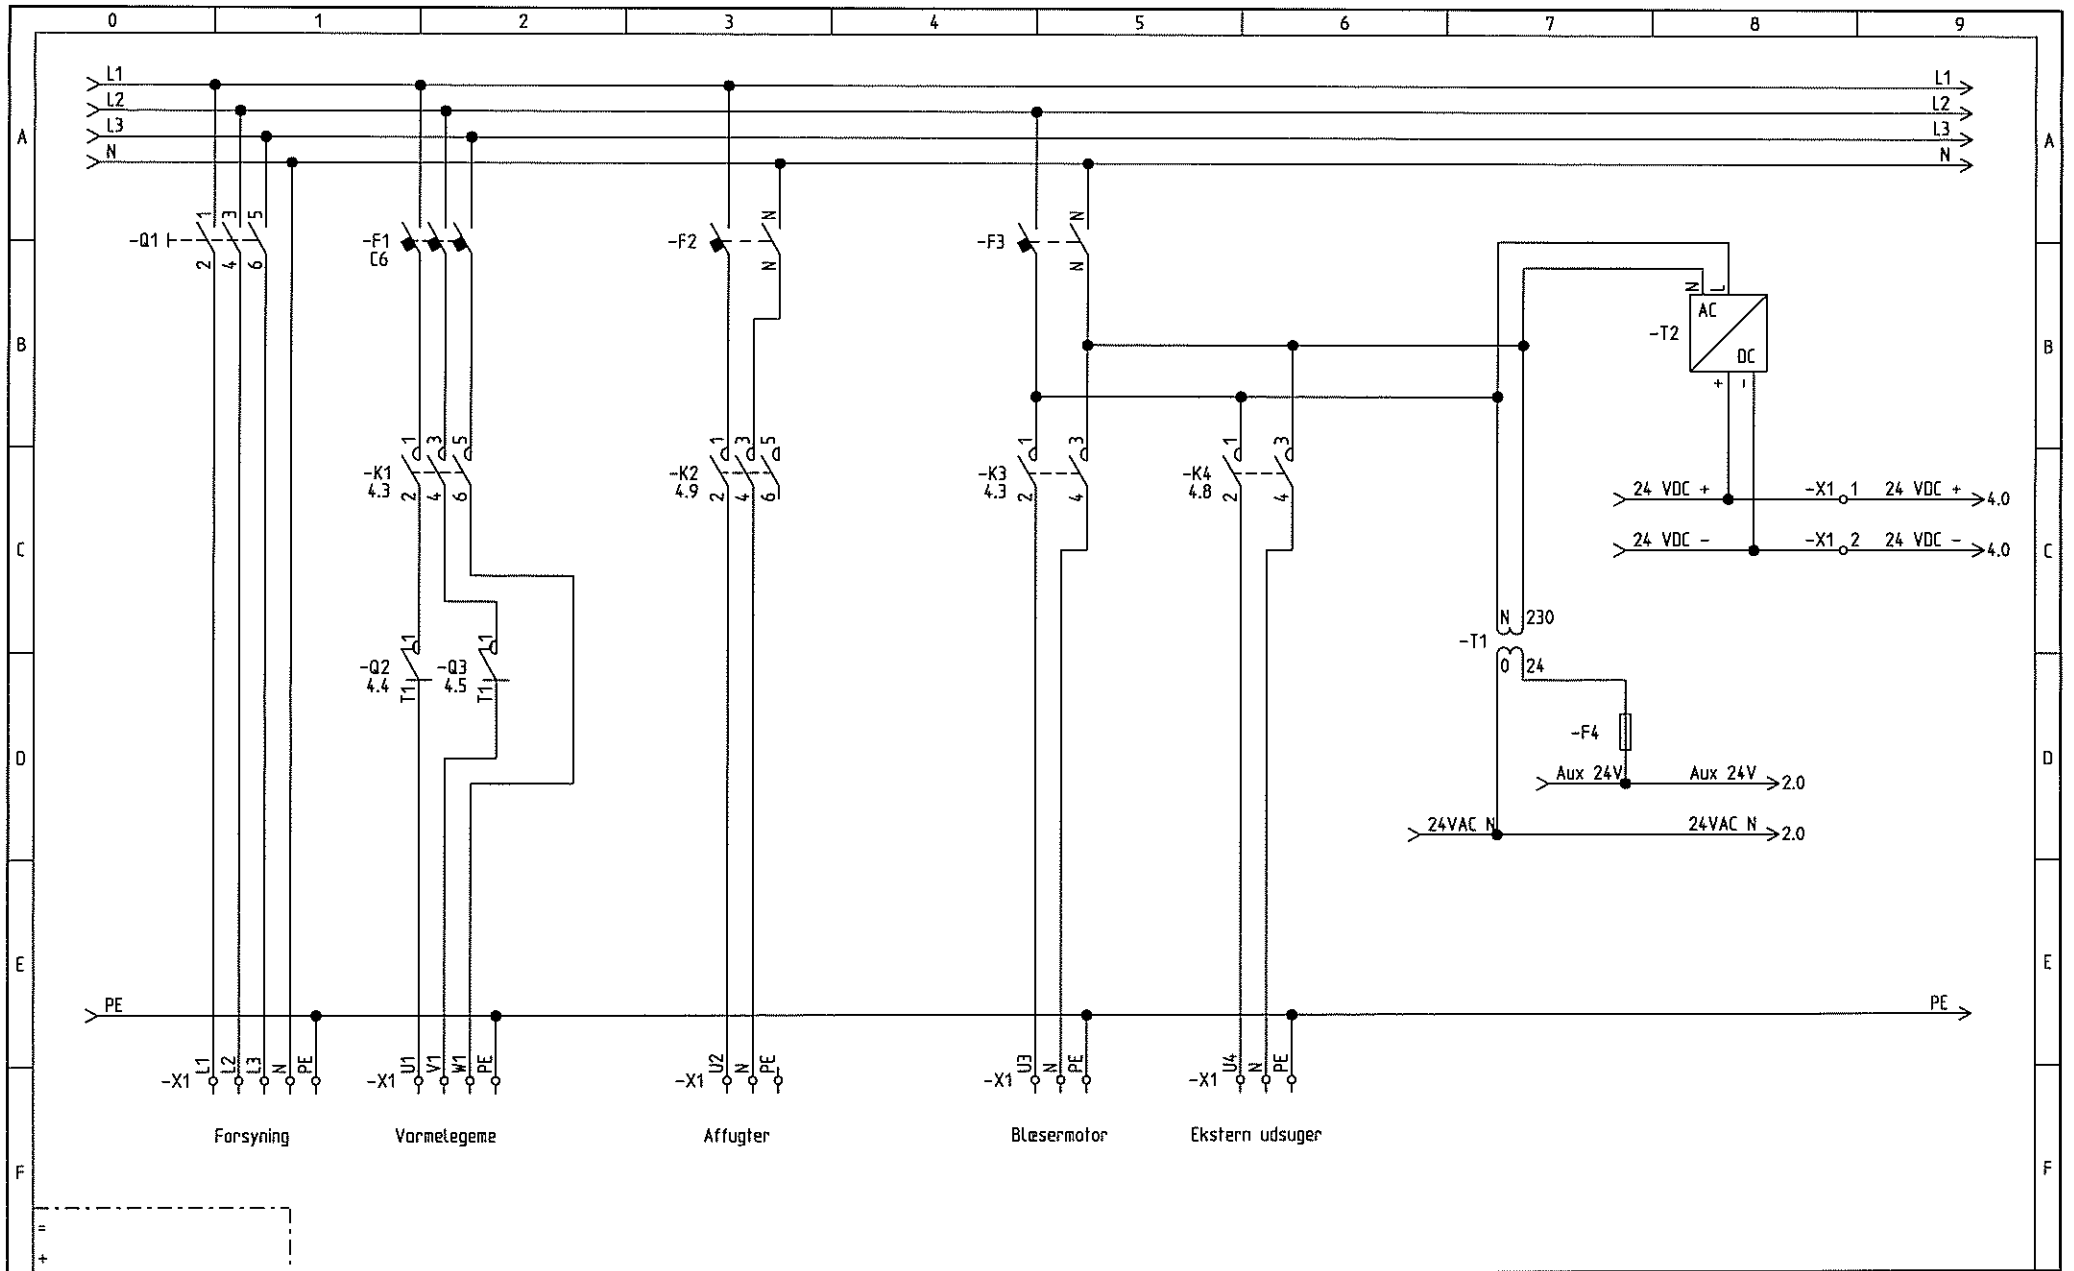 0 1 2 3 4 5 6 7 8 9
L1 L1
L2 L2
L3 L3
N N
A A
1 3 5 N N
-Q1 -F1 -F2 -F3
C6
2 4 6 N N
N L
AC
-T2
DC
+ -
B B
1 3 5 1 3 5 1 3 1 3
-K1 -K2 -K3 -K4
4.3 4.9 4.3 4.8
2 4 6 2 4 6 2 4 2 4
24 VDC + -X1 1 24 VDC + 4.0
24 VDC - -X1 2 24 VDC - 4.0
C C
N 230
-T1
0 24
L1 L1
-Q2 -Q3
4.4 4.5
T1 T1
-F4
D D
Aux 24V Aux 24V 2.0
24VAC N 24VAC N 2.0
E E
PE PE
L1 L2 L3 N PE U1 V1 W1 PE U2 N PE U3 N PE U4 N PE
-X1 -X1 -X1 -X1 -X1
Forsyning Varmelegeme Affugter Blæsermotor Ekstern udsuger
F F
=
+